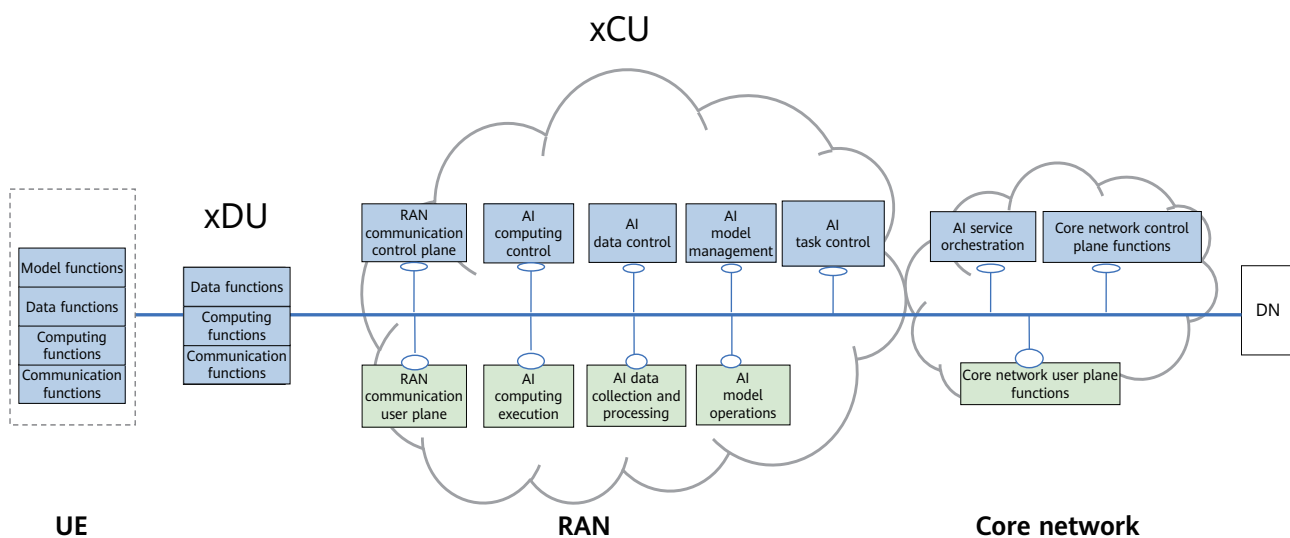 xCU
xDU
Model functions
Data functions
Computing
functions
Communication
functions
Data functions
Computing
functions
Communication
functions
RAN
communication
control plane
AI
computing
control
AI
data control
AI
model
management
AI
task control
RAN
communication
user plane
AI
computing
execution
AI data
collection and
processing
AI
model
operations
AI service
orchestration
Core network control
plane functions
Core network user plane
functions
DN
UE
RAN
Core network